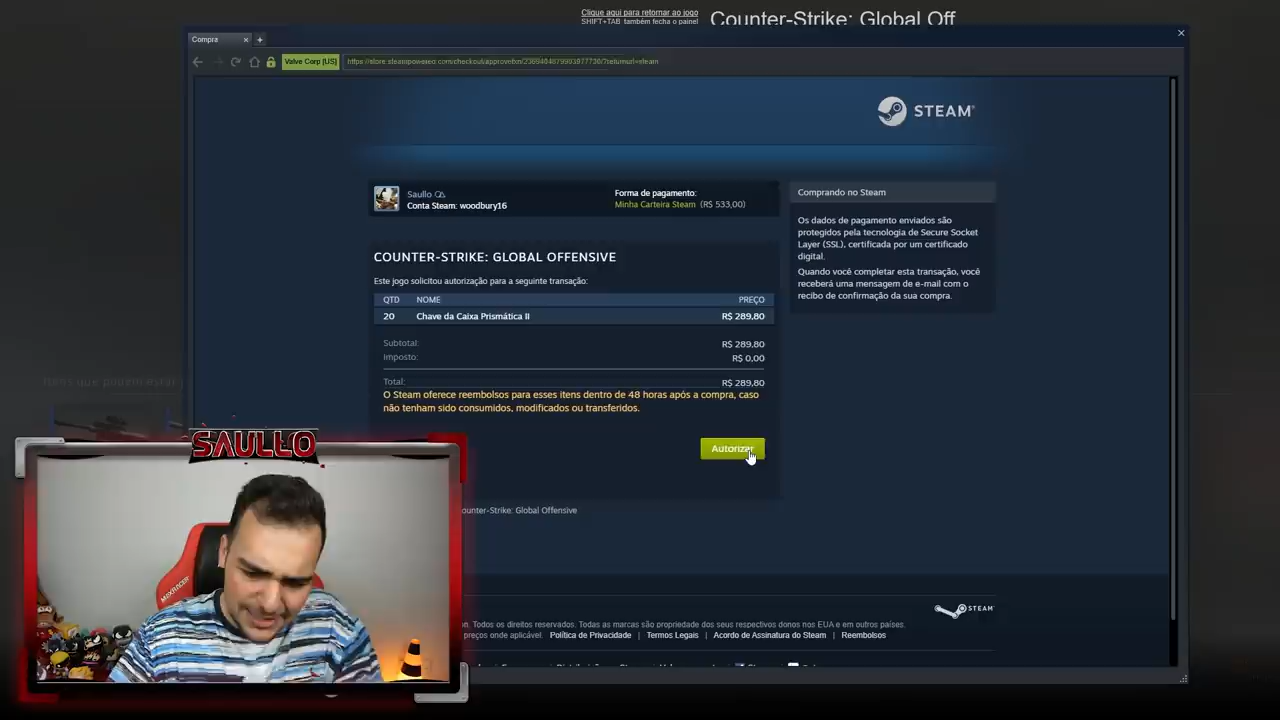 Clique aqui para retornar ao jogo
SHIFT+TAB também fecha o painel
Counter-Strike: Global Off
Compra
Valve Corp [US]
STEAM
Saullo
Conta Steam: woodbury16
Forma de pagamento:
Minha Carteira Steam (R$ 533,00)
Comprando no Steam
Os dados de pagamento enviados são
protegidos pela tecnologia de Secure Socket
Layer (SSL), certificada por um certificado
digital.
Quando você completar esta transação, você
receberá uma mensagem de e-mail com o
recibo de confirmação da sua compra.
COUNTER-STRIKE: GLOBAL OFFENSIVE
Este jogo solicitou autorização para a seguinte transação:
QTD NOME PREÇO
20 Chave da Caixa Prismática II R$ 289,80
Subtotal: R$ 289,80
Imposto: R$ 0,00
Total: R$ 289,80
O Steam oferece reembolsos para esses itens dentro de 48 horas após a compra, caso
não tenham sido consumidos, modificados ou transferidos.
Autorizar
SAULLO
ounter-Strike: Global Offensive
MAXRACER
STEAM
on. Todos os direitos reservados. Todas as marcas são propriedade dos seus respectivos donos nos EUA e em outros países.
preços onde aplicável. Política de Privacidade | Termos Legais | Acordo de Assinatura do Steam | Reembolsos